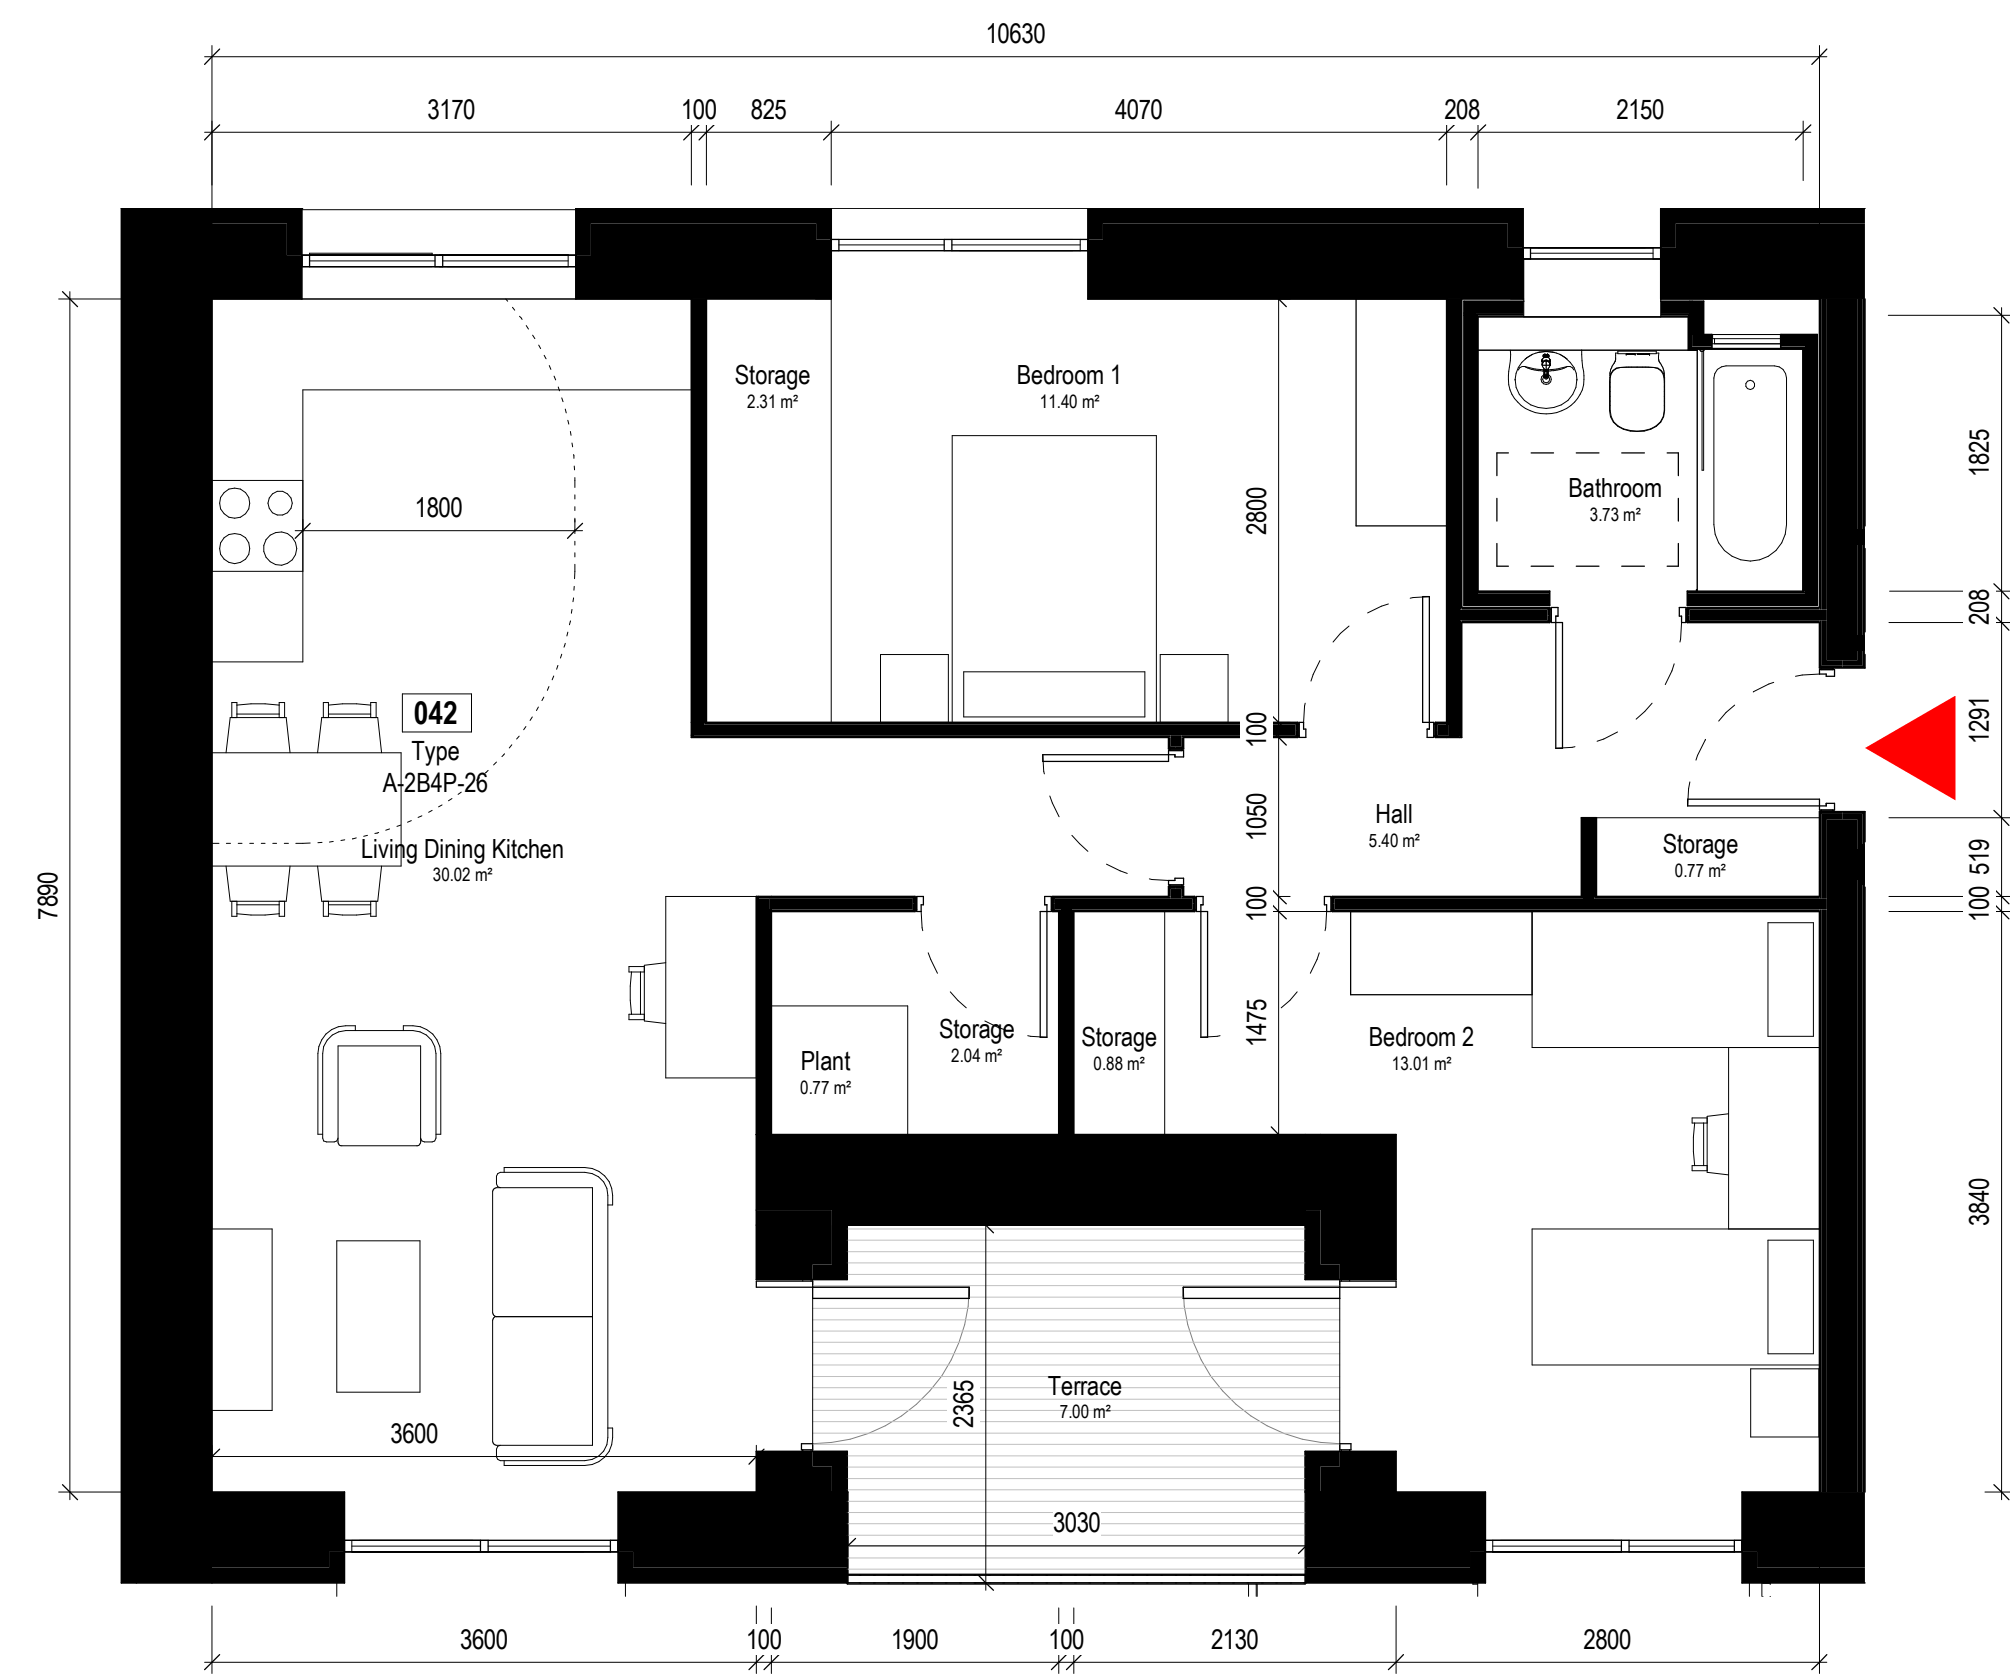 10630
3170
100
825
4070
208
2150
Storage
2.31 m²
Bedroom 1
11.40 m²
1825
Bathroom
3.73 m²
1800
2800
208
042
Type
A-2B4P-26
100
1291
Living Dining Kitchen
30.02 m²
1050
Hall
5.40 m²
Storage
0.77 m²
519
7890
100
100
1475
Storage
2.04 m²
Storage
0.88 m²
Bedroom 2
13.01 m²
Plant
0.77 m²
3840
Terrace
7.00 m²
2365
3600
3030
3600
100
1900
100
2130
2800